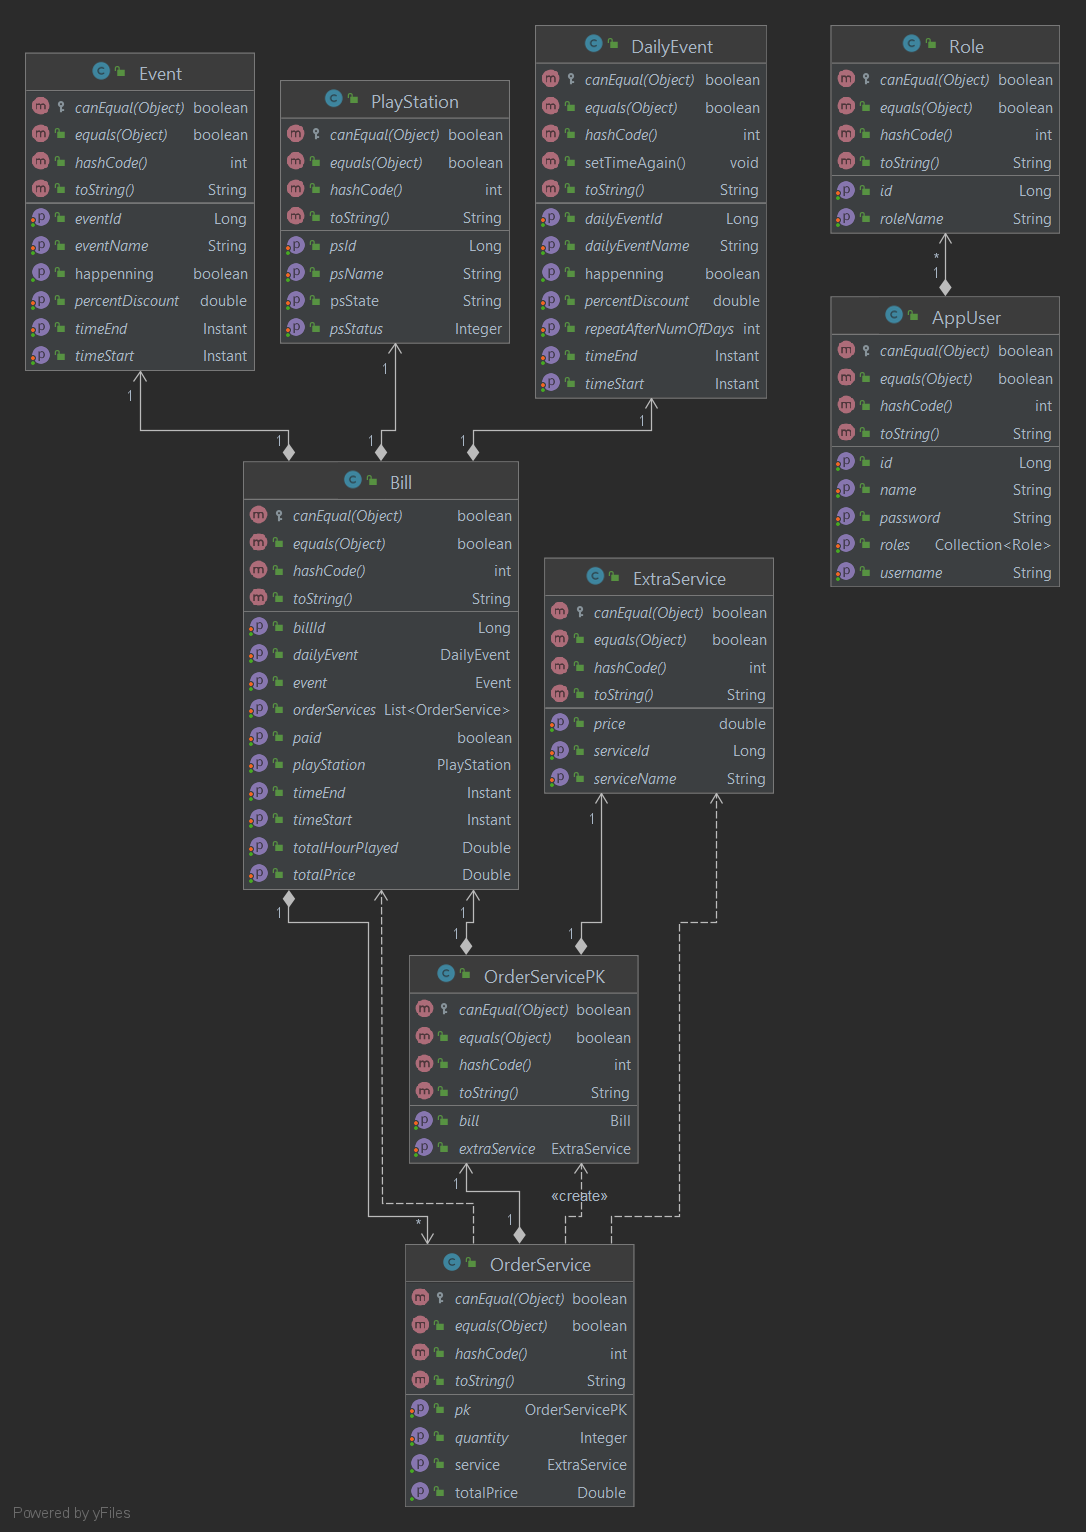 Event
canEqual(Object) boolean
equals(Object) boolean
hashCode() int
toString() String
eventId Long
eventName String
happenning boolean
percentDiscount double
timeEnd Instant
timeStart Instant
PlayStation
canEqual(Object) boolean
equals(Object) boolean
hashCode() int
toString() String
psId Long
psName String
psState String
psStatus Integer
DailyEvent
canEqual(Object) boolean
equals(Object) boolean
hashCode() int
setTimeAgain() void
toString() String
dailyEventId Long
dailyEventName String
happenning boolean
percentDiscount double
repeatAfterNumOfDays int
timeEnd Instant
timeStart Instant
Role
canEqual(Object) boolean
equals(Object) boolean
hashCode() int
toString() String
id Long
roleName String
*
1
AppUser
canEqual(Object) boolean
equals(Object) boolean
hashCode() int
toString() String
id Long
name String
password String
roles Collection<Role>
username String
1
1
1
1
1
1
Bill
canEqual(Object) boolean
equals(Object) boolean
hashCode() int
toString() String
billId Long
dailyEvent DailyEvent
event Event
orderServices List<OrderService>
paid boolean
playStation PlayStation
timeEnd Instant
timeStart Instant
totalHourPlayed Double
totalPrice Double
ExtraService
canEqual(Object) boolean
equals(Object) boolean
hashCode() int
toString() String
price double
serviceId Long
serviceName String
1
1
1
1
1
OrderServicePK
canEqual(Object) boolean
equals(Object) boolean
hashCode() int
toString() String
bill Bill
extraService ExtraService
1
«create»
1
*
OrderService
canEqual(Object) boolean
equals(Object) boolean
hashCode() int
toString() String
pk OrderServicePK
quantity Integer
service ExtraService
totalPrice Double
Powered by yFiles